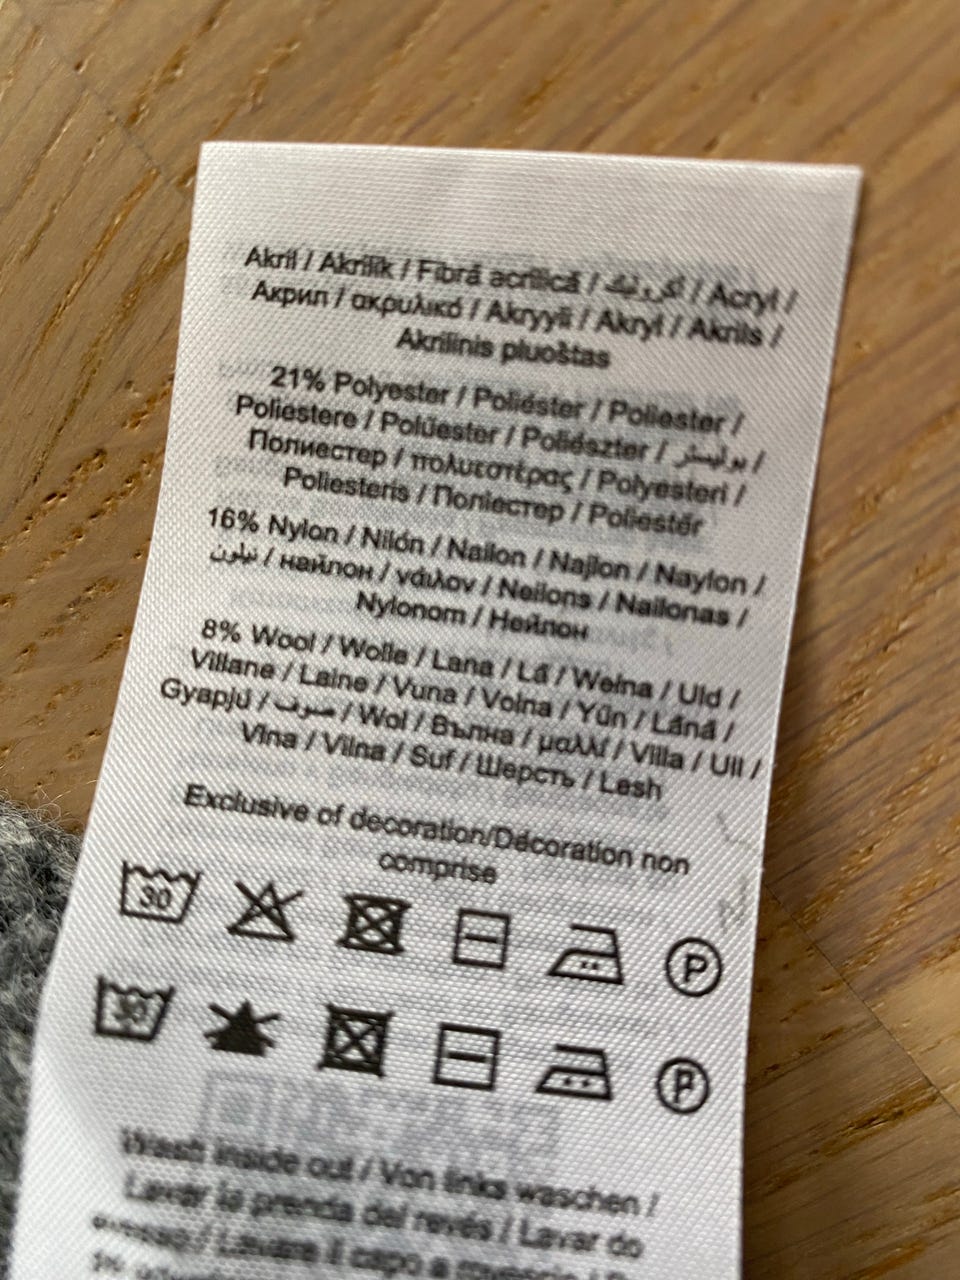 Akril / Akrilik / Fibră acrilică / أكريليك / Acryl /
Акрил / ακρυλικό / Akryyli / Akryl / Akrils /
Akrilinis pluoštas
21% Polyester / Poliéster / Poliester /
Poliestere / Polüester / Poliészter / بوليستر /
Полиестер / πολυεστέρας / Polyesteri /
Poliesteris / Поліестер / Poliestër
16% Nylon / Nilón / Nailon / Najlon / Naylon /
نيلون / найлон / νάιλον / Neilons / Nailonas /
Nylonom / Нейлон
8% Wool / Wolle / Lana / Lã / Wełna / Uld /
Villane / Laine / Vuna / Volna / Yün / Lână /
Gyapjú / صوف / Wol / Вълна / μαλλί / Villa / Ull /
Vlna / Vilna / Suf / Шерсть / Lesh
Exclusive of decoration/Décoration non
comprise
30 P
30 P
Wash inside out / Von links waschen /
Lavar la prenda del revés / Lavar do
/ Lavare il capo a rovescio /